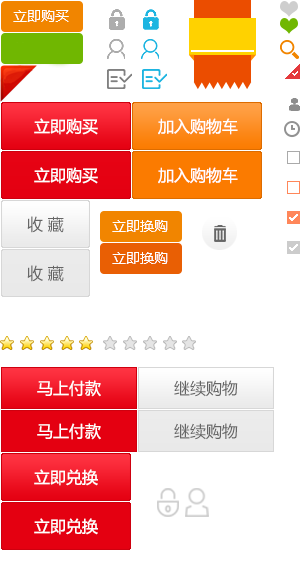 立即购买
立即购买 加入购物车
立即购买 加入购物车
收 藏 立即换购
收 藏 立即换购
马上付款 继续购物
马上付款 继续购物
立即兑换
立即兑换